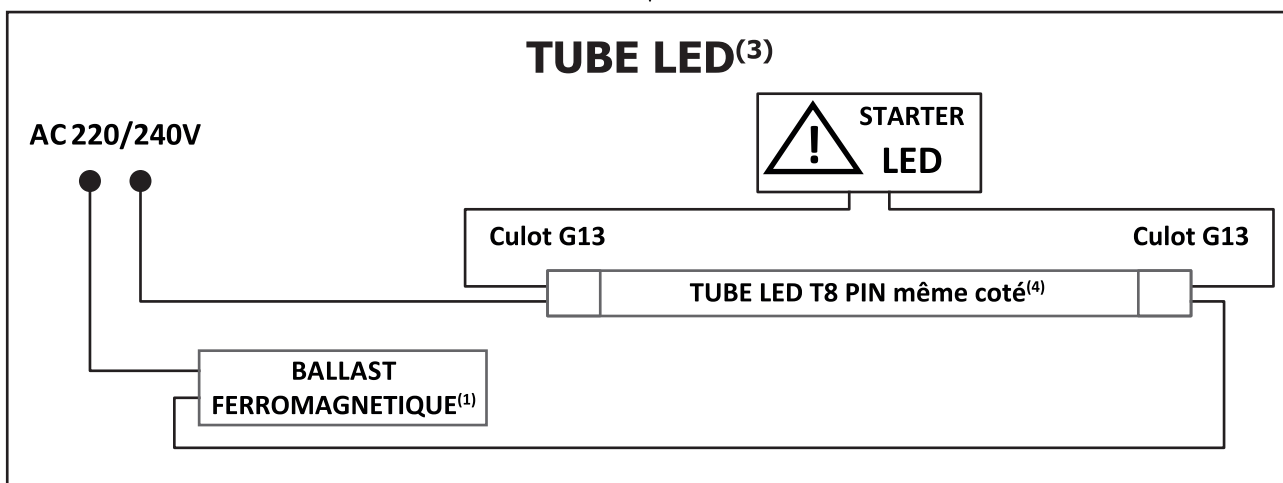 TUBE LED(3)
AC 220/240V
STARTER
LED
Culot G13
Culot G13
TUBE LED T8 PIN même coté(4)
BALLAST
FERROMAGNETIQUE(1)